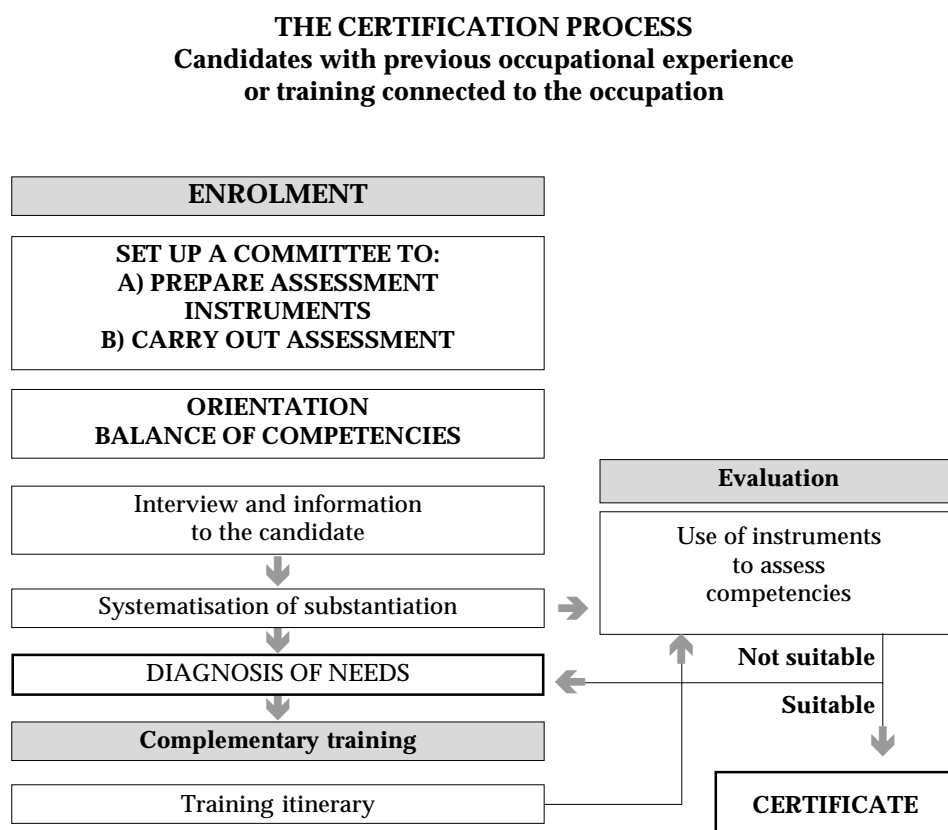 THE CERTIFICATION PROCESS
Candidates with previous occupational experience
or training connected to the occupation
ENROLMENT
SET UP A COMMITTEE TO:
A) PREPARE ASSESSMENT
INSTRUMENTS
B) CARRY OUT ASSESSMENT
ORIENTATION
BALANCE OF COMPETENCIES
Interview and information
to the candidate
Systematisation of substantiation
DIAGNOSIS OF NEEDS
Complementary training
Training itinerary
Evaluation
Use of instruments
to assess
competencies
Not suitable
Suitable
CERTIFICATE